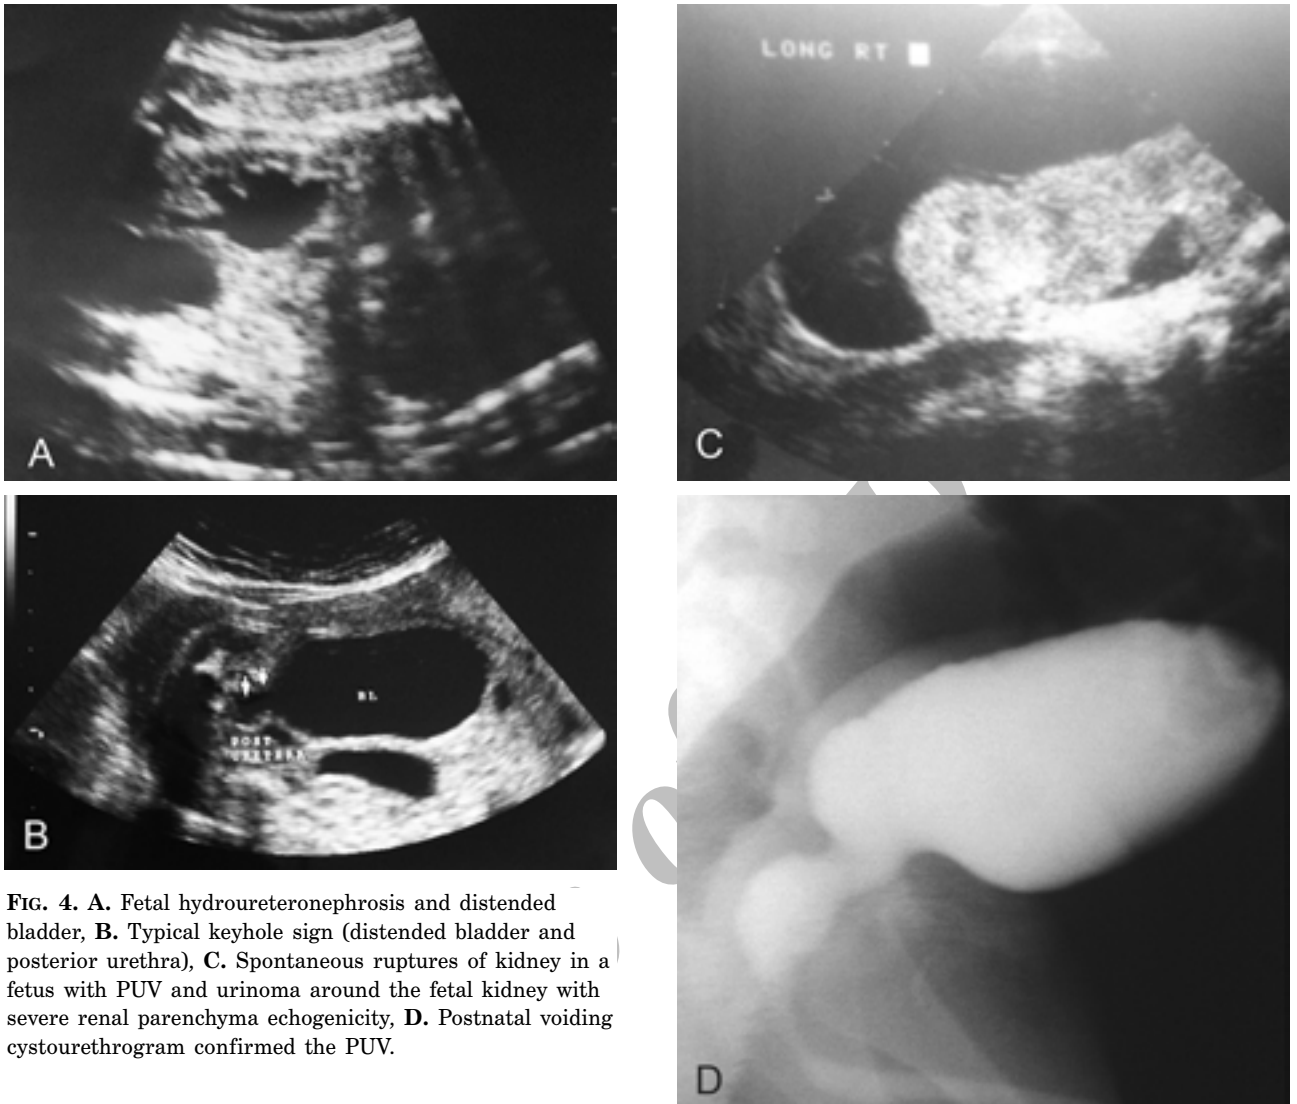 A
LONG RT
C
BL
POST
URETHRA
B
FIG. 4. A. Fetal hydroureteronephrosis and distended
bladder, B. Typical keyhole sign (distended bladder and
posterior urethra), C. Spontaneous ruptures of kidney in a
fetus with PUV and urinoma around the fetal kidney with
severe renal parenchyma echogenicity, D. Postnatal voiding
cystourethrogram confirmed the PUV.
D